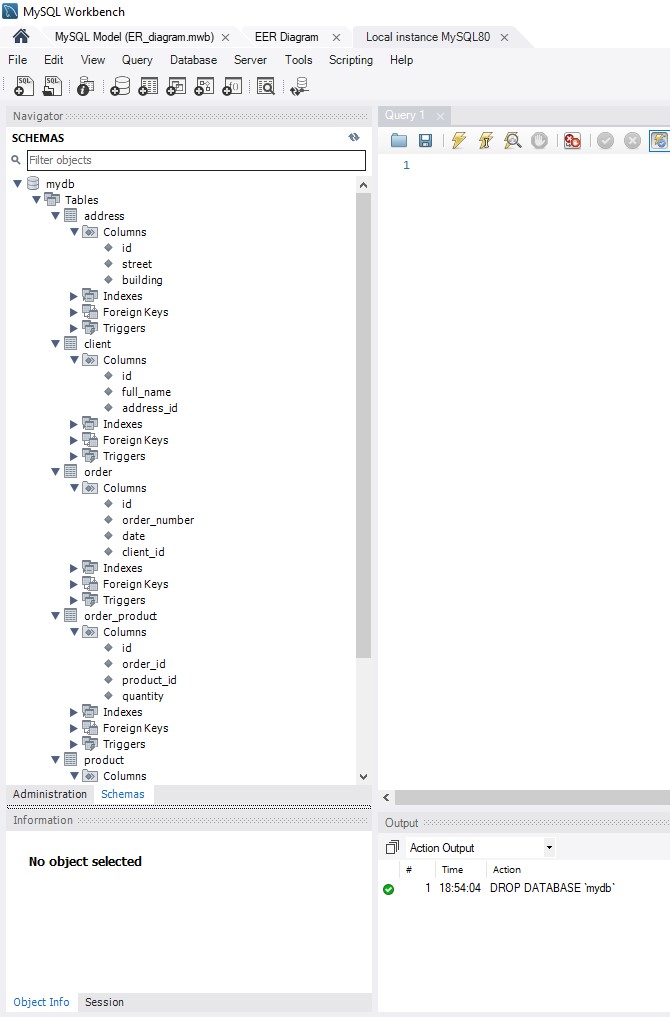 MySQL Workbench
MySQL Model (ER_diagram.mwb) EER Diagram Local instance MySQL80
File Edit View Query Database Server Tools Scripting Help
Navigator
SCHEMAS
Filter objects
mydb
Tables
address
Columns
id
street
building
Indexes
Foreign Keys
Triggers
client
Columns
id
full_name
address_id
Indexes
Foreign Keys
Triggers
order
Columns
id
order_number
date
client_id
Indexes
Foreign Keys
Triggers
order_product
Columns
id
order_id
product_id
quantity
Indexes
Foreign Keys
Triggers
product
Columns
Administration Schemas
Information
No object selected
Object Info Session
Query 1
1
Output
Action Output
# Time Action
1 18:54:04 DROP DATABASE `mydb`